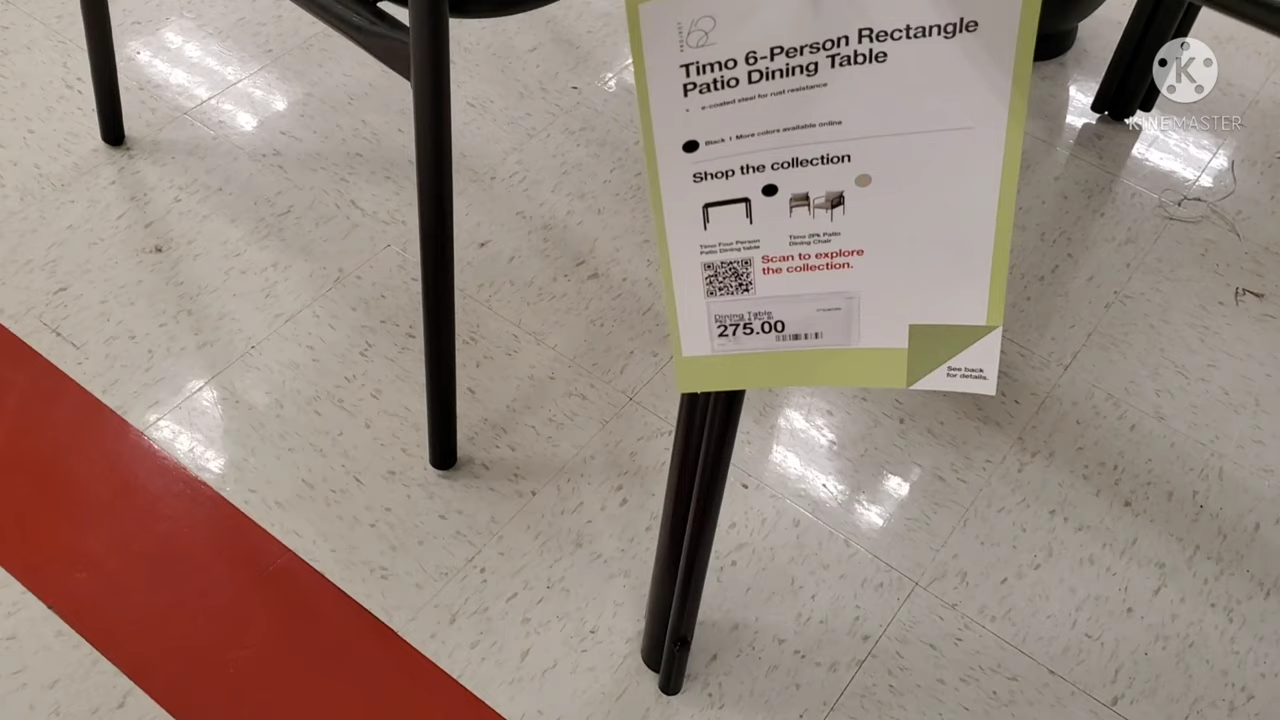 PROJECT 62
Timo 6-Person Rectangle
Patio Dining Table
• e-coated steel for rust resistance
Black | More colors available online
Shop the collection
Timo Four Person
Patio Dining table
Timo 2Pk Patio
Dining Chair
Scan to explore
the collection.
Dining Table
275.00
See back
for details.
K
KINEMASTER